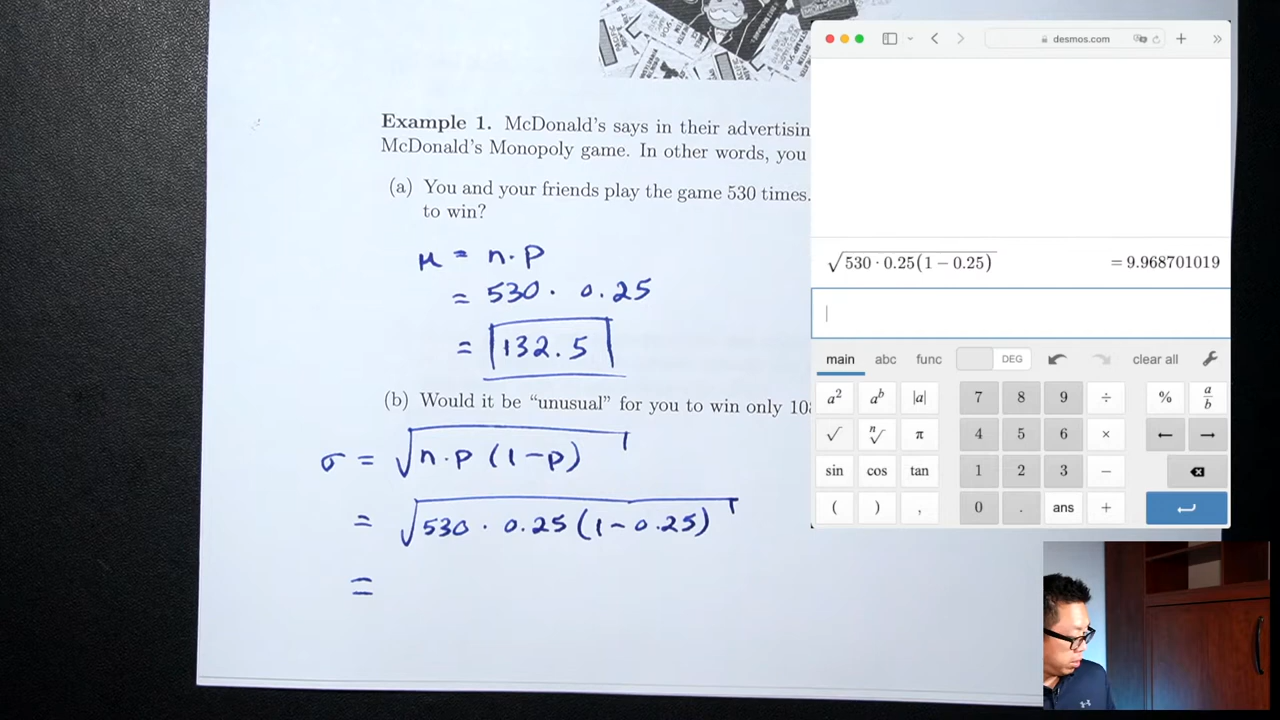 Example 1. McDonald's says in their advertisin
McDonald's Monopoly game. In other words, you
(a) You and your friends play the game 530 times.
to win?
μ = n·p
= 530 · 0.25
= 132.5
(b) Would it be "unusual" for you to win only 10
σ = √n·p (1-p)
= √530 · 0.25 (1-0.25)
=
desmos.com
√530 · 0.25(1 − 0.25) = 9.968701019
main abc func DEG clear all
a² aᵇ |a| 7 8 9 ÷ % a/b
√ ⁿ√ π 4 5 6 × ← →
sin cos tan 1 2 3 −
( ) , 0 . ans +